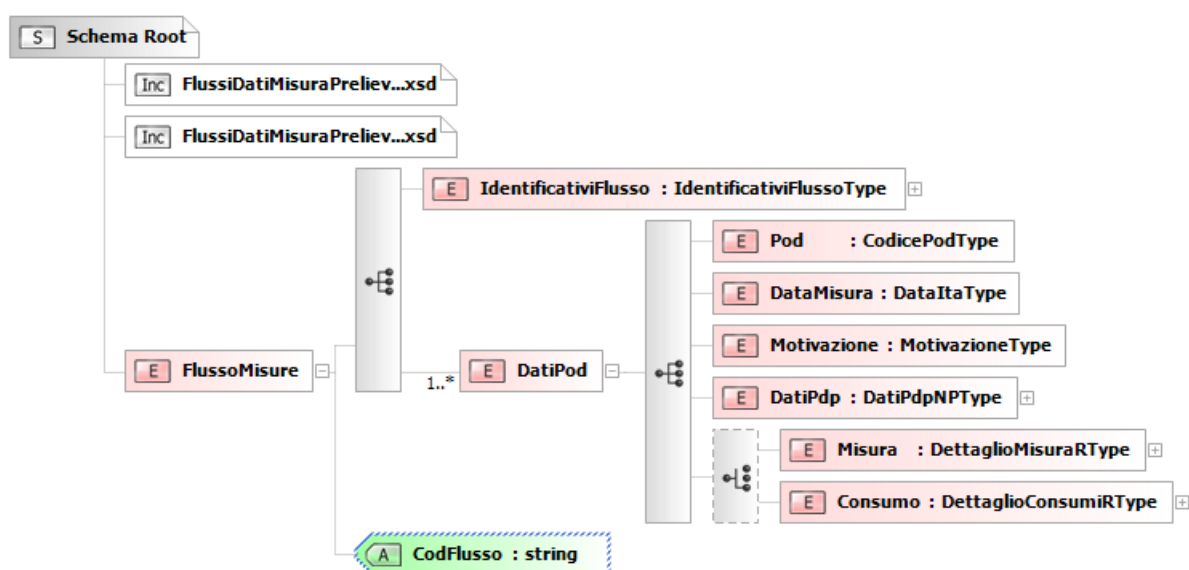 S Schema Root
Inc FlussiDatiMisuraPreliev...xsd
Inc FlussiDatiMisuraPreliev...xsd
E IdentificativiFlusso : IdentificativiFlussoType
E Pod : CodicePodType
E DataMisura : DataItaType
E Motivazione : MotivazioneType
E FlussoMisure
1..* E DatiPod
E DatiPdp : DatiPdpNPType
E Misura : DettaglioMisuraRType
E Consumo : DettaglioConsumiRType
A CodFlusso : string